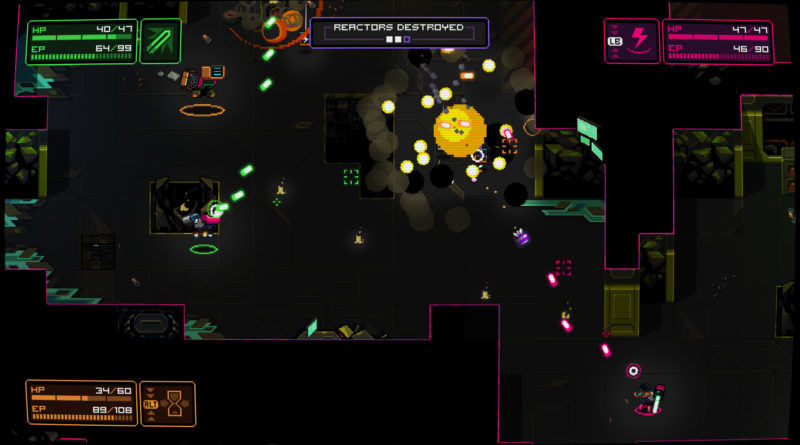 HP 40/47
EP 64/99
REACTORS DESTROYED
LB
47/47 HP
46/90 EP
HP 34/60
EP 89/108
ALT